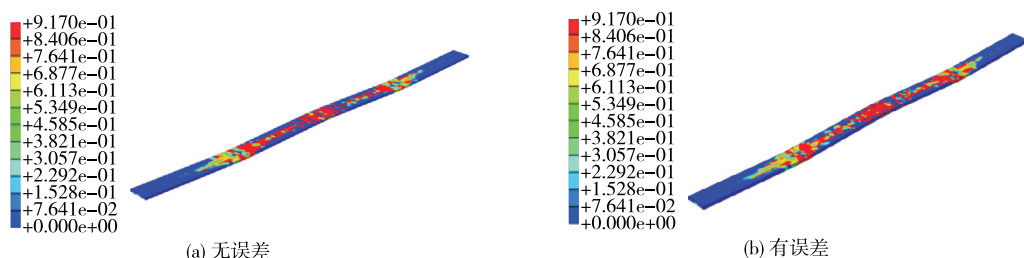 +9.170e−01
+8.406e−01
+7.641e−01
+6.877e−01
+6.113e−01
+5.349e−01
+4.585e−01
+3.821e−01
+3.057e−01
+2.292e−01
+1.528e−01
+7.641e−02
+0.000e+00
(a) 无误差
+9.170e−01
+8.406e−01
+7.641e−01
+6.877e−01
+6.113e−01
+5.349e−01
+4.585e−01
+3.821e−01
+3.057e−01
+2.292e−01
+1.528e−01
+7.641e−02
+0.000e+00
(b) 有误差